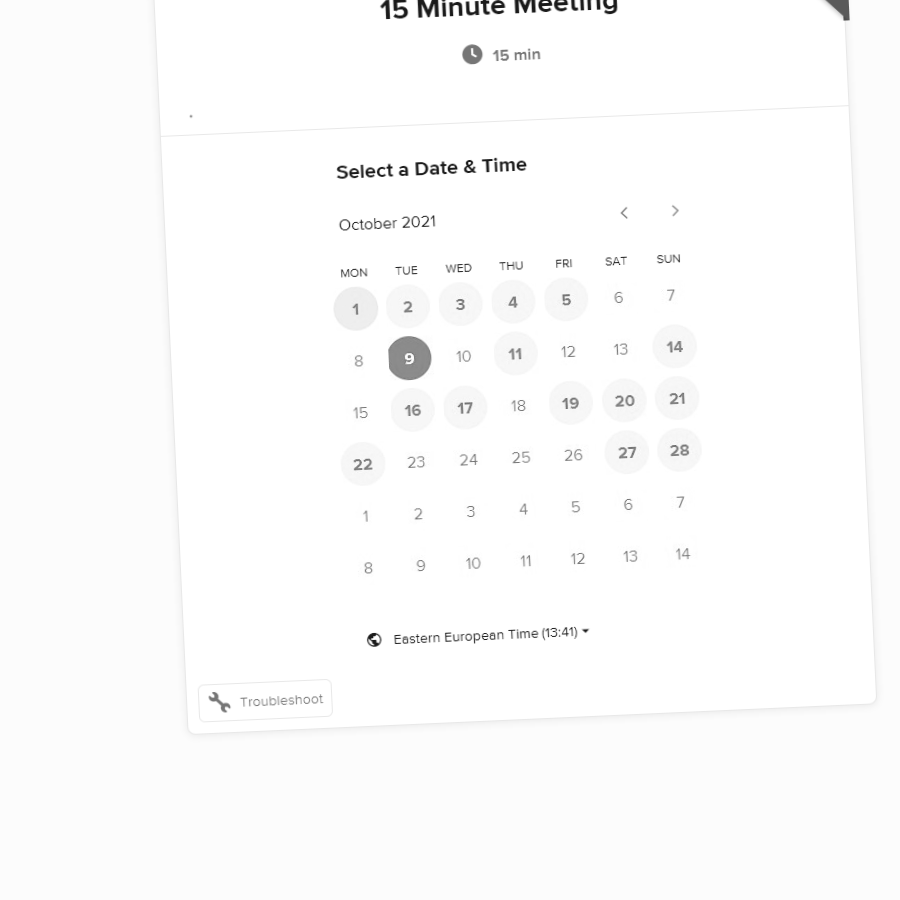 15 Minute Meeting
15 min
.
Select a Date & Time
October 2021
MON TUE WED THU FRI SAT SUN
1 2 3 4 5 6 7
8 9 10 11 12 13 14
15 16 17 18 19 20 21
22 23 24 25 26 27 28
1 2 3 4 5 6 7
8 9 10 11 12 13 14
Eastern European Time (13:41)
Troubleshoot